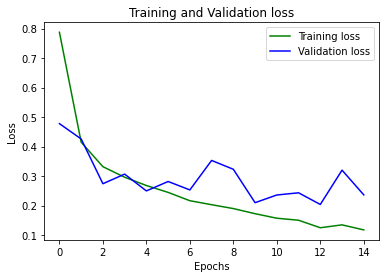 Training and Validation loss
Training loss
Validation loss
0.8
0.7
0.6
0.5
0.4
0.3
0.2
0.1
Loss
0 2 4 6 8 10 12 14
Epochs